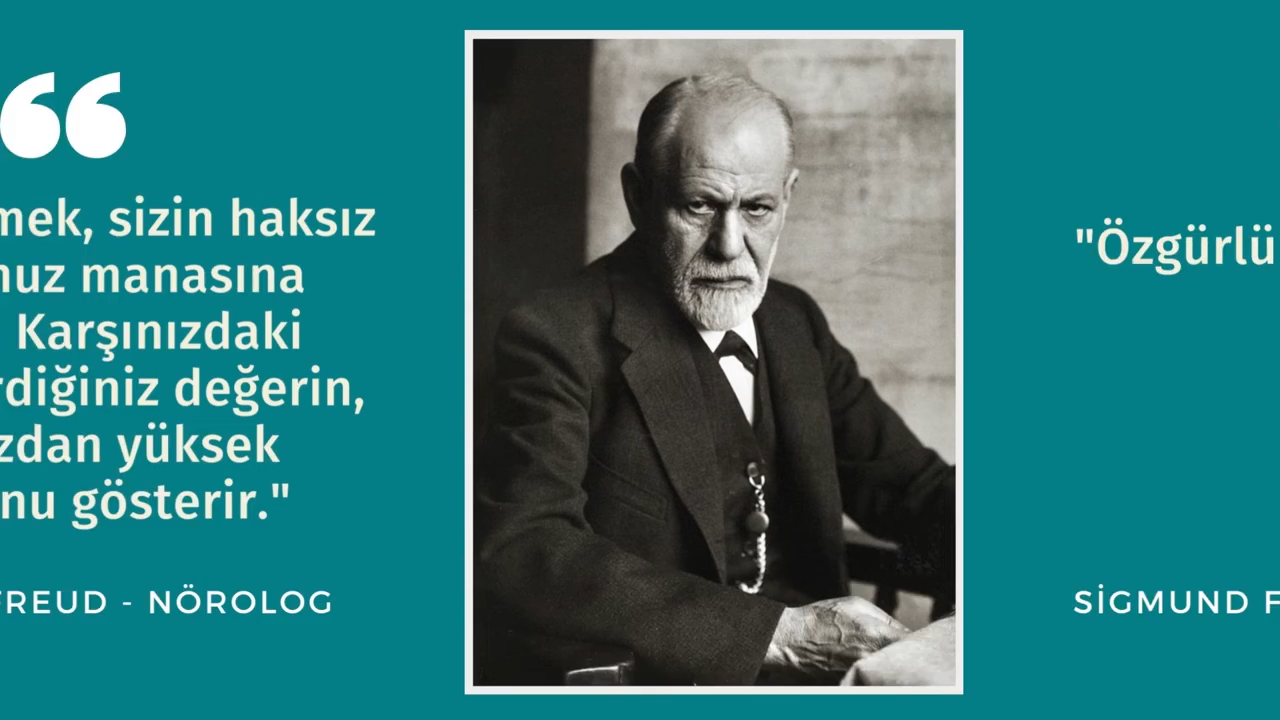 mek, sizin haksız
nuz manasına
Karşınızdaki
rdiğiniz değerin,
zdan yüksek
nu gösterir."
FREUD - NÖROLOG
"Özgürlü
SİGMUND F